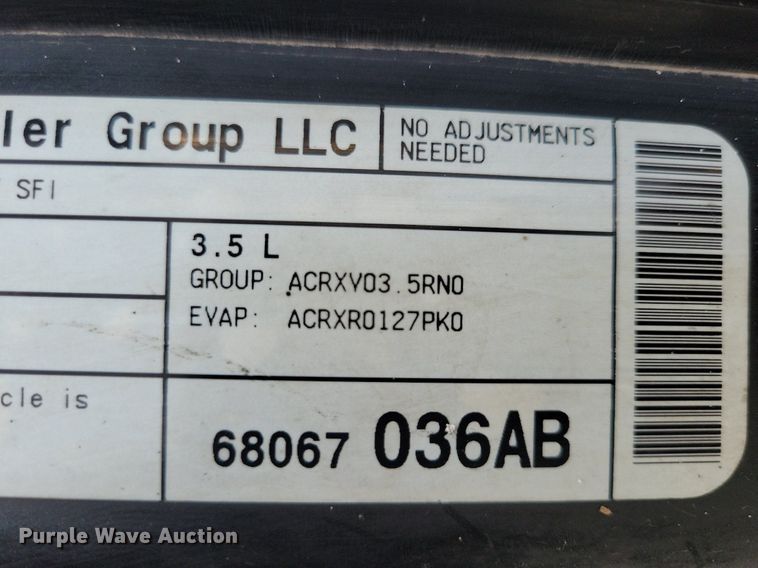 ler Group LLC
NO ADJUSTMENTS
NEEDED
SFI
3.5 L
GROUP: ACRXV03.5RN0
EVAP: ACRXR0127PK0
cle is
68067 036AB
Purple Wave Auction